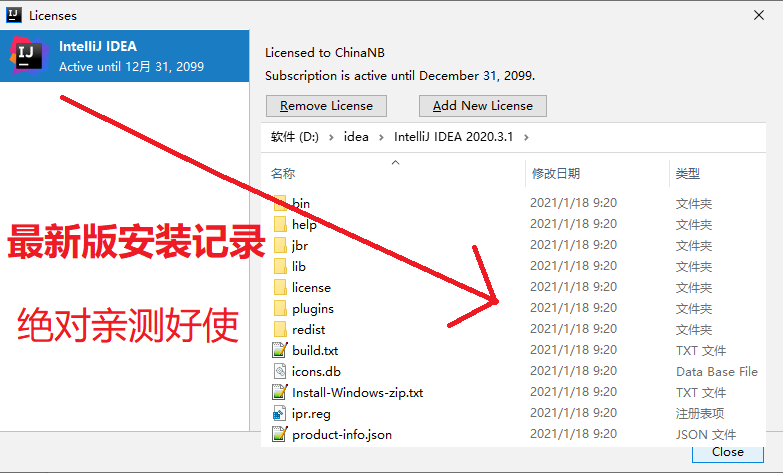 Licenses
IntelliJ IDEA
Active until 12月 31, 2099
Licensed to ChinaNB
Subscription is active until December 31, 2099.
Remove License
Add New License
软件 (D:) › idea › IntelliJ IDEA 2020.3.1 ›
名称 修改日期 类型
bin 2021/1/18 9:20 文件夹
help 2021/1/18 9:20 文件夹
jbr 2021/1/18 9:20 文件夹
lib 2021/1/18 9:20 文件夹
license 2021/1/18 9:20 文件夹
plugins 2021/1/18 9:20 文件夹
redist 2021/1/18 9:20 文件夹
build.txt 2021/1/18 9:20 TXT 文件
icons.db 2021/1/18 9:20 Data Base File
Install-Windows-zip.txt 2021/1/18 9:20 TXT 文件
ipr.reg 2021/1/18 9:20 注册表项
product-info.json 2021/1/18 9:20 JSON 文件
最新版安装记录
绝对亲测好使
Close